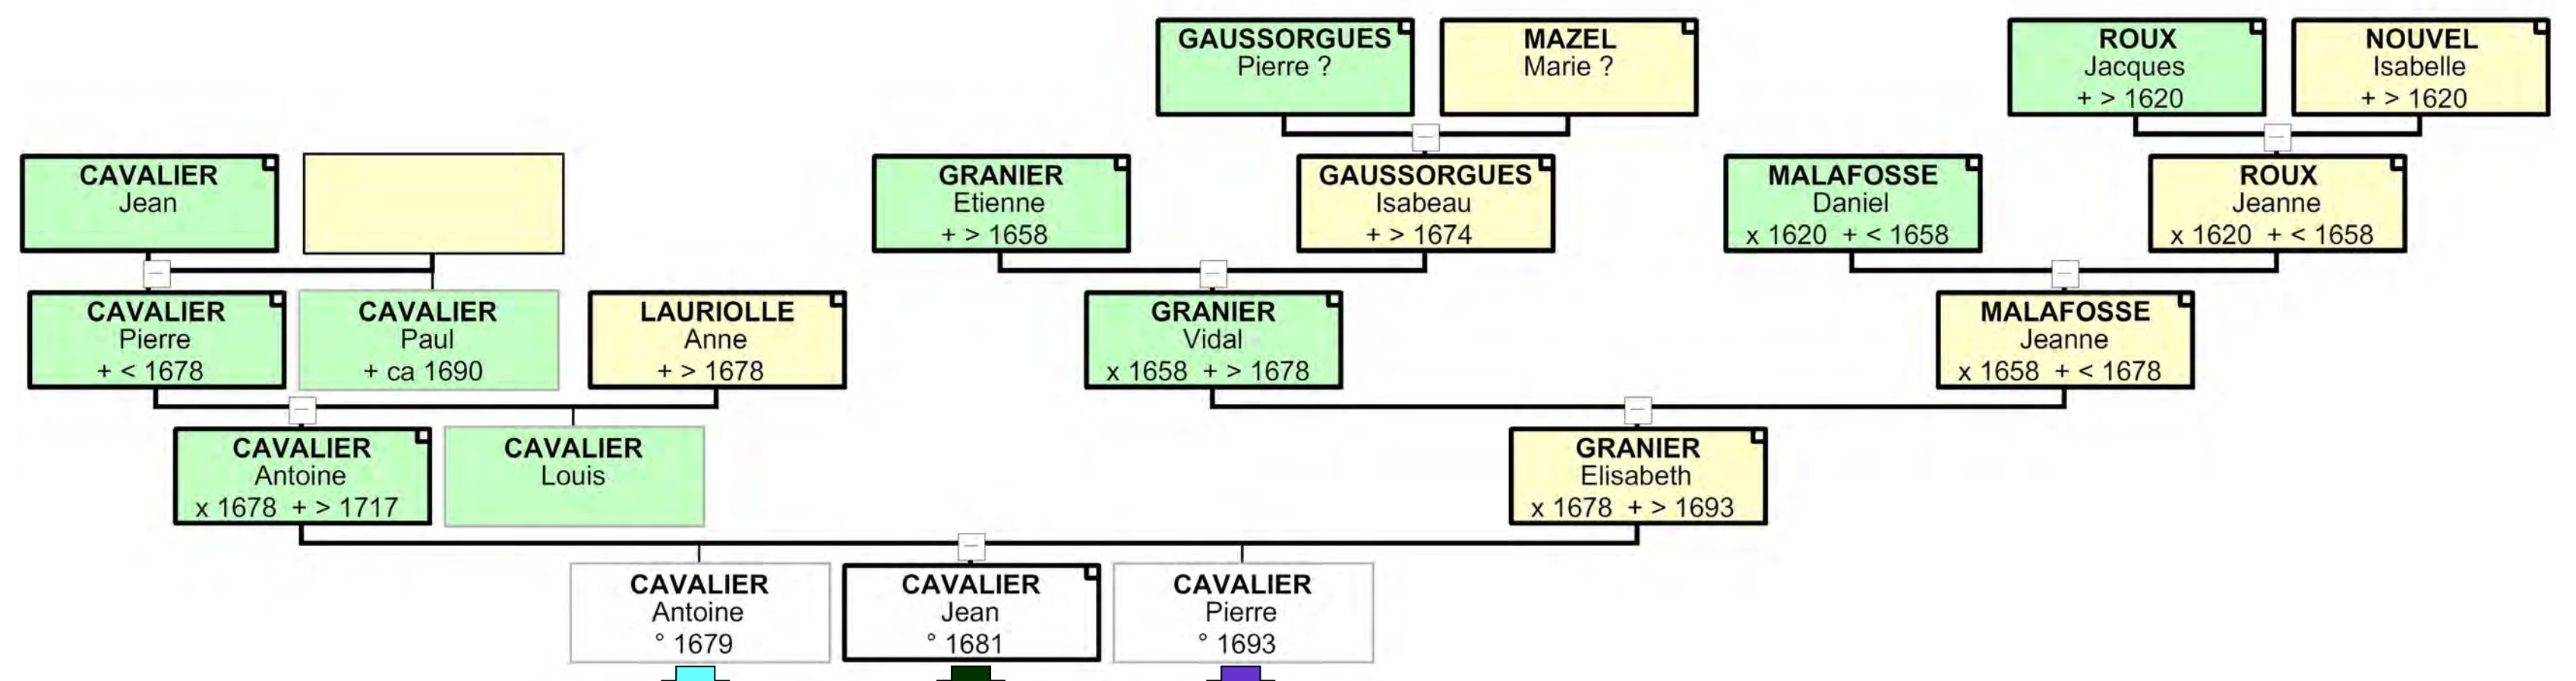 GAUSSORGUES
Pierre ?
MAZEL
Marie ?
ROUX
Jacques
+ > 1620
NOUVEL
Isabelle
+ > 1620
CAVALIER
Jean
GRANIER
Etienne
+ > 1658
GAUSSORGUES
Isabeau
+ > 1674
MALAFOSSE
Daniel
x 1620 + < 1658
ROUX
Jeanne
x 1620 + < 1658
CAVALIER
Pierre
+ < 1678
CAVALIER
Paul
+ ca 1690
LAURIOLLE
Anne
+ > 1678
GRANIER
Vidal
x 1658 + > 1678
MALAFOSSE
Jeanne
x 1658 + < 1678
CAVALIER
Antoine
x 1678 + > 1717
CAVALIER
Louis
GRANIER
Elisabeth
x 1678 + > 1693
CAVALIER
Antoine
° 1679
CAVALIER
Jean
° 1681
CAVALIER
Pierre
° 1693